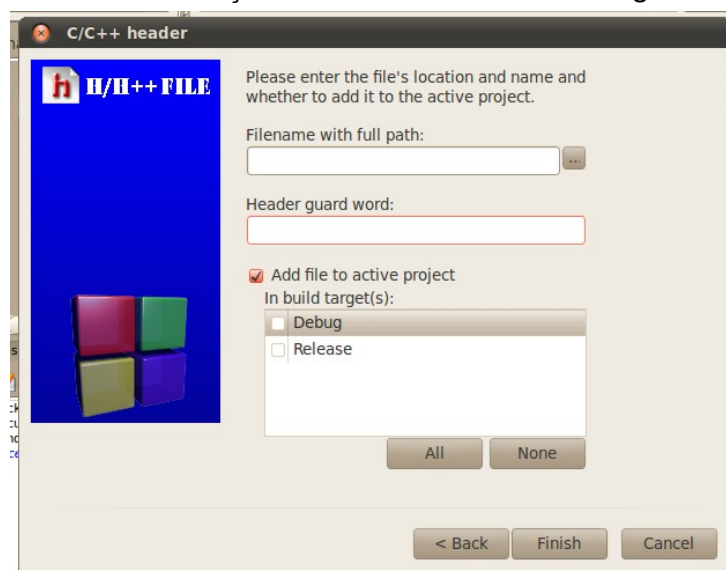 C/C++ header
H/H++ FILE
Please enter the file's location and name and
whether to add it to the active project.
Filename with full path:
...
Header guard word:
Add file to active project
In build target(s):
Debug
Release
All
None
< Back
Finish
Cancel